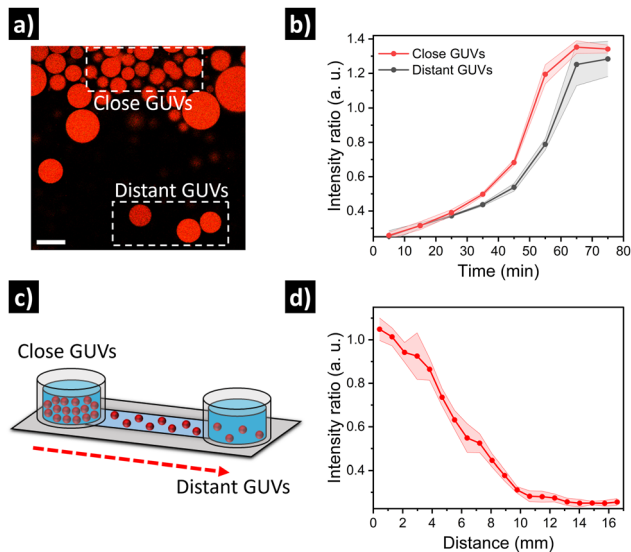 a)
Close GUVs
Distant GUVs
b)
Intensity ratio (a. u.)
1.4
1.2
1.0
0.8
0.6
0.4
Close GUVs
Distant GUVs
0 10 20 30 40 50 60 70 80
Time (min)
c)
Close GUVs
Distant GUVs
d)
Intensity ratio (a. u.)
1.0
0.8
0.6
0.4
0 2 4 6 8 10 12 14 16
Distance (mm)